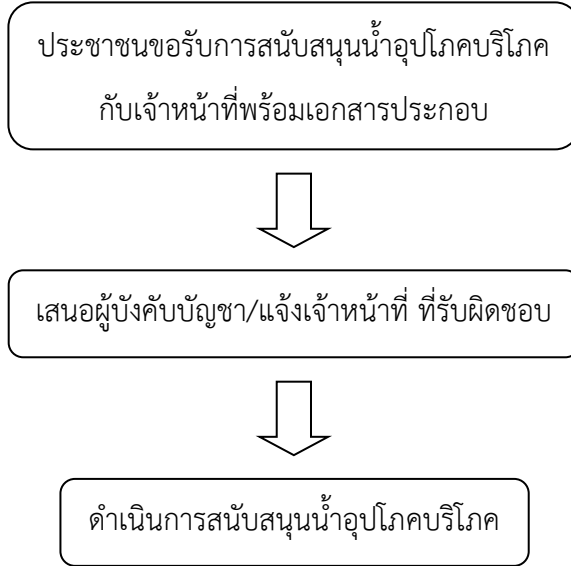 ประชาชนขอรับการสนับสนุนน้ำอุปโภคบริโภค
กับเจ้าหน้าที่พร้อมเอกสารประกอบ
เสนอผู้บังคับบัญชา/แจ้งเจ้าหน้าที่ ที่รับผิดชอบ
ดำเนินการสนับสนุนน้ำอุปโภคบริโภค